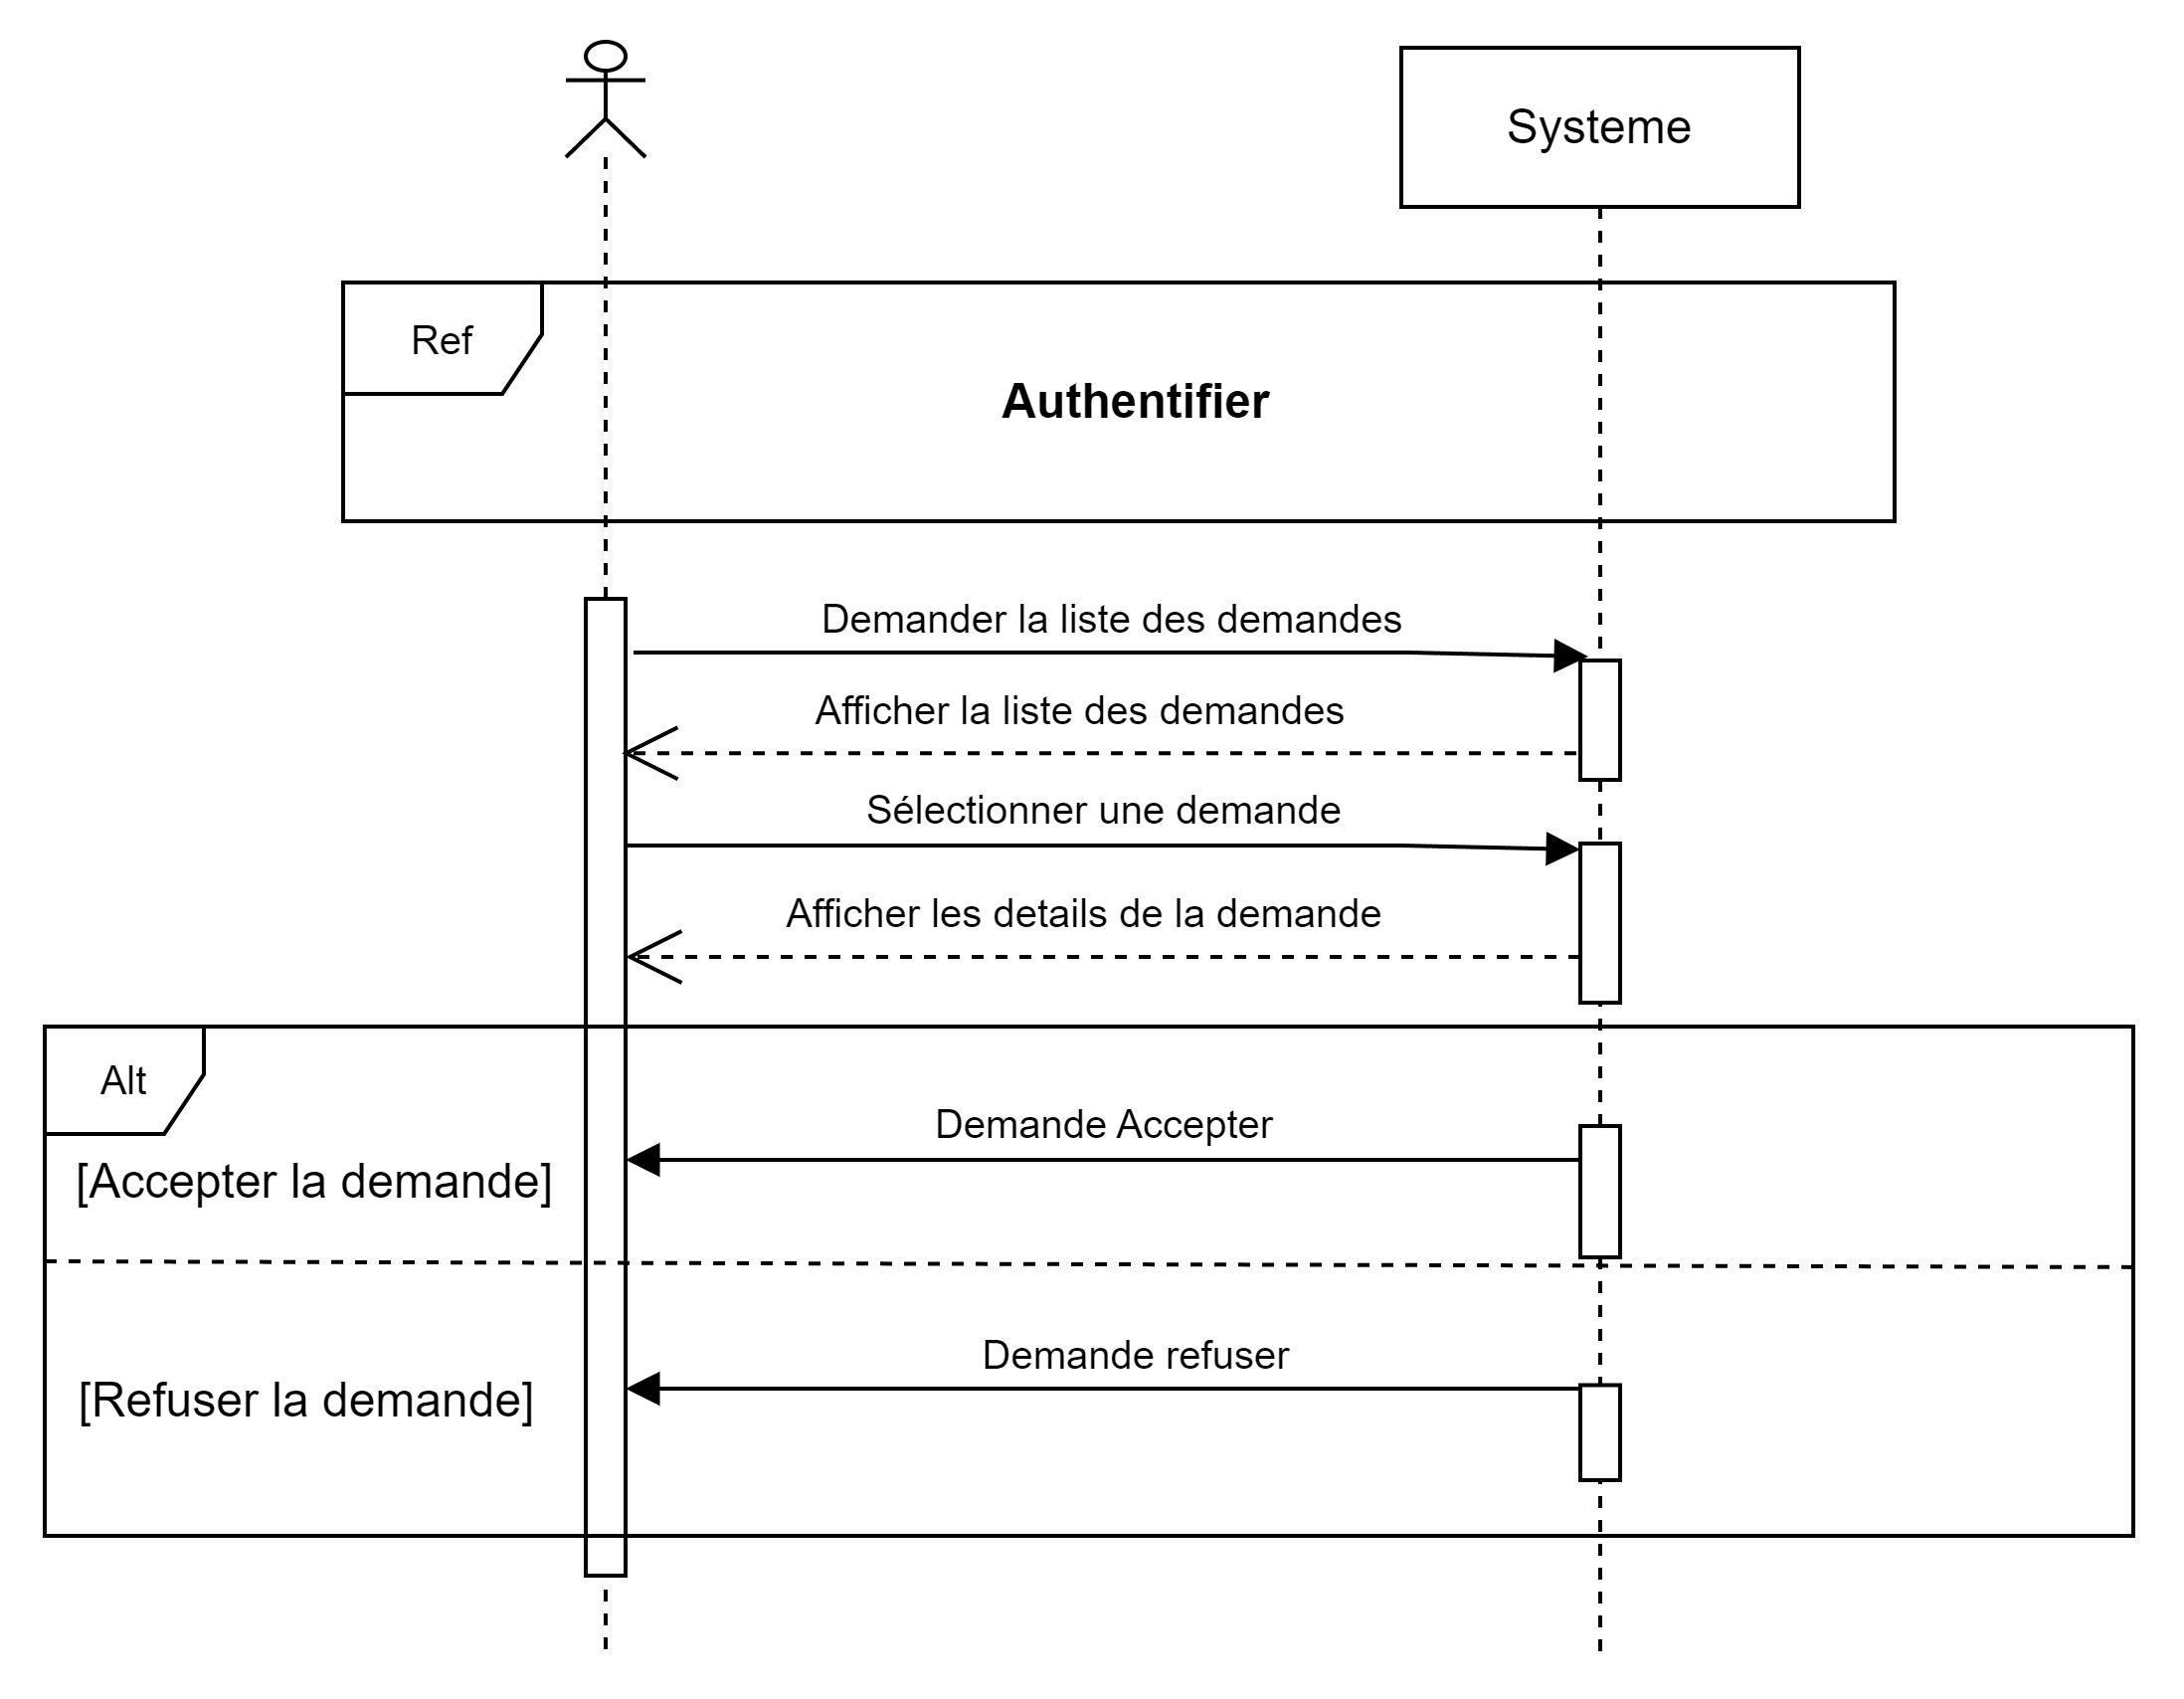 Systeme
Ref
Authentifier
Demander la liste des demandes
Afficher la liste des demandes
Sélectionner une demande
Afficher les details de la demande
Alt
Demande Accepter
[Accepter la demande]
Demande refuser
[Refuser la demande]